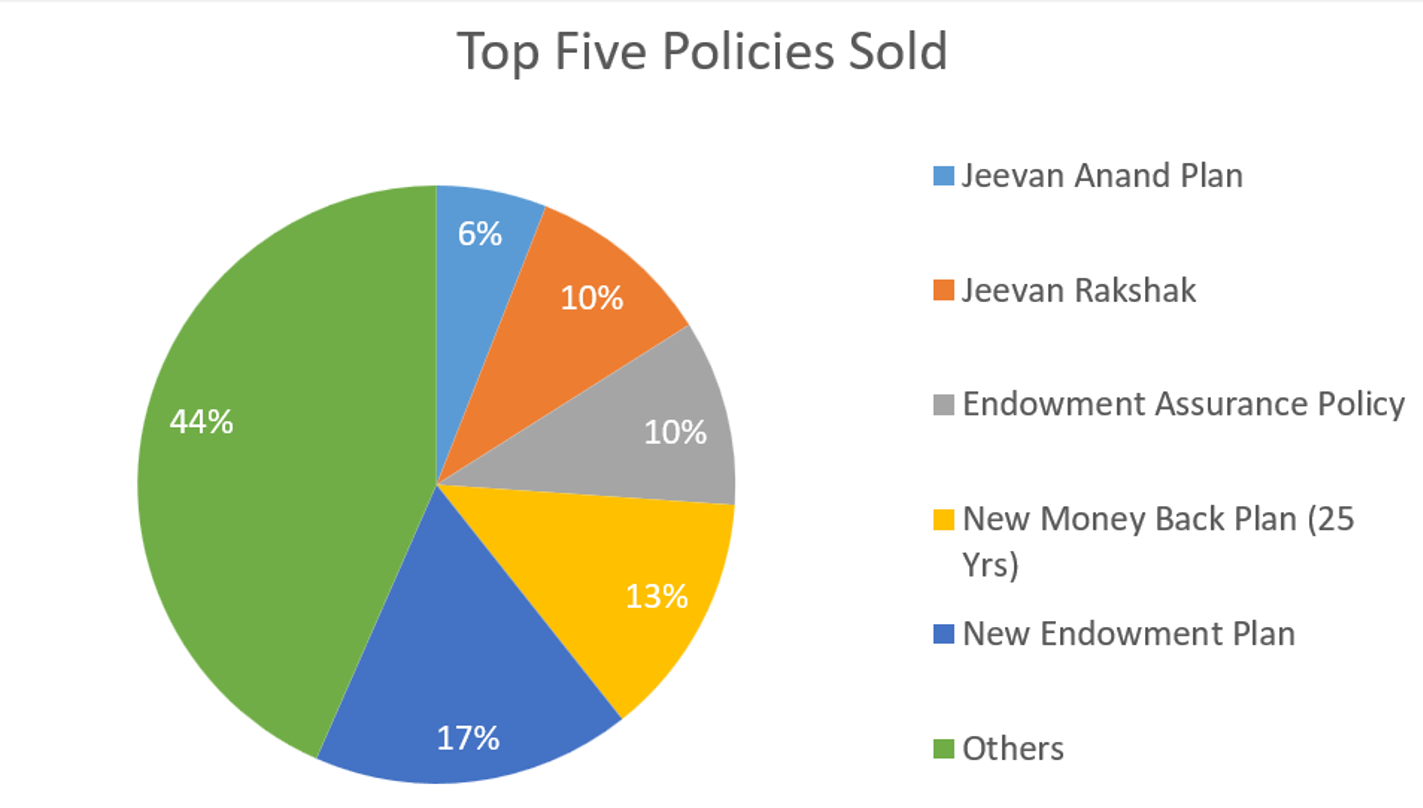 Top Five Policies Sold
6%
10%
10%
13%
17%
44%
Jeevan Anand Plan
Jeevan Rakshak
Endowment Assurance Policy
New Money Back Plan (25
Yrs)
New Endowment Plan
Others